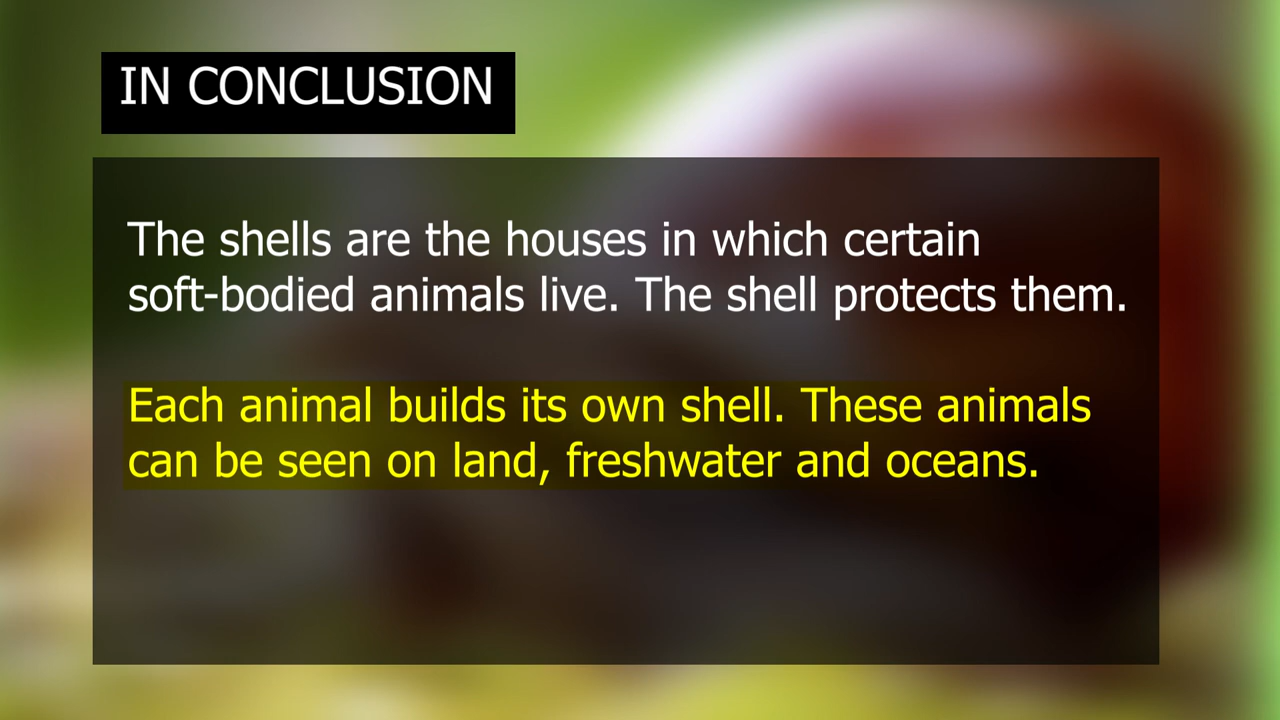 IN CONCLUSION
The shells are the houses in which certain
soft-bodied animals live. The shell protects them.
Each animal builds its own shell. These animals
can be seen on land, freshwater and oceans.